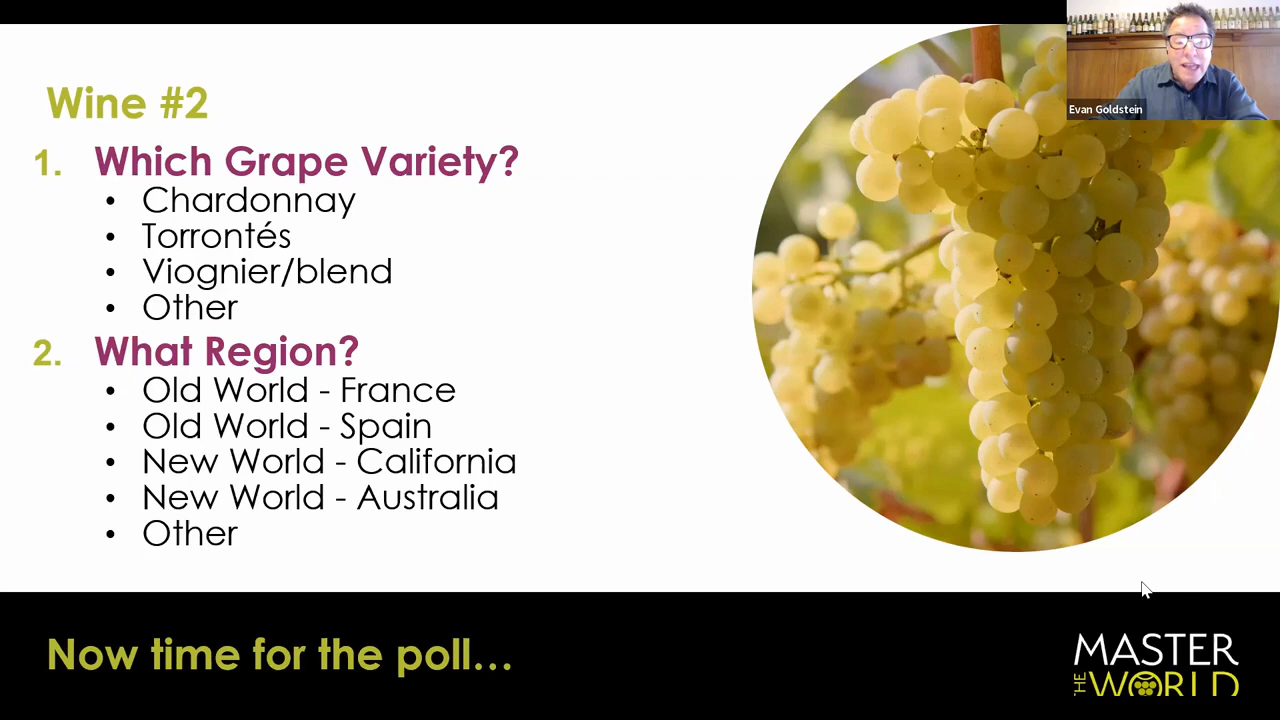 Evan Goldstein
Wine #2
1. Which Grape Variety?
• Chardonnay
• Torrontés
• Viognier/blend
• Other
2. What Region?
• Old World - France
• Old World - Spain
• New World - California
• New World - Australia
• Other
Now time for the poll...
MASTER
THE WORLD